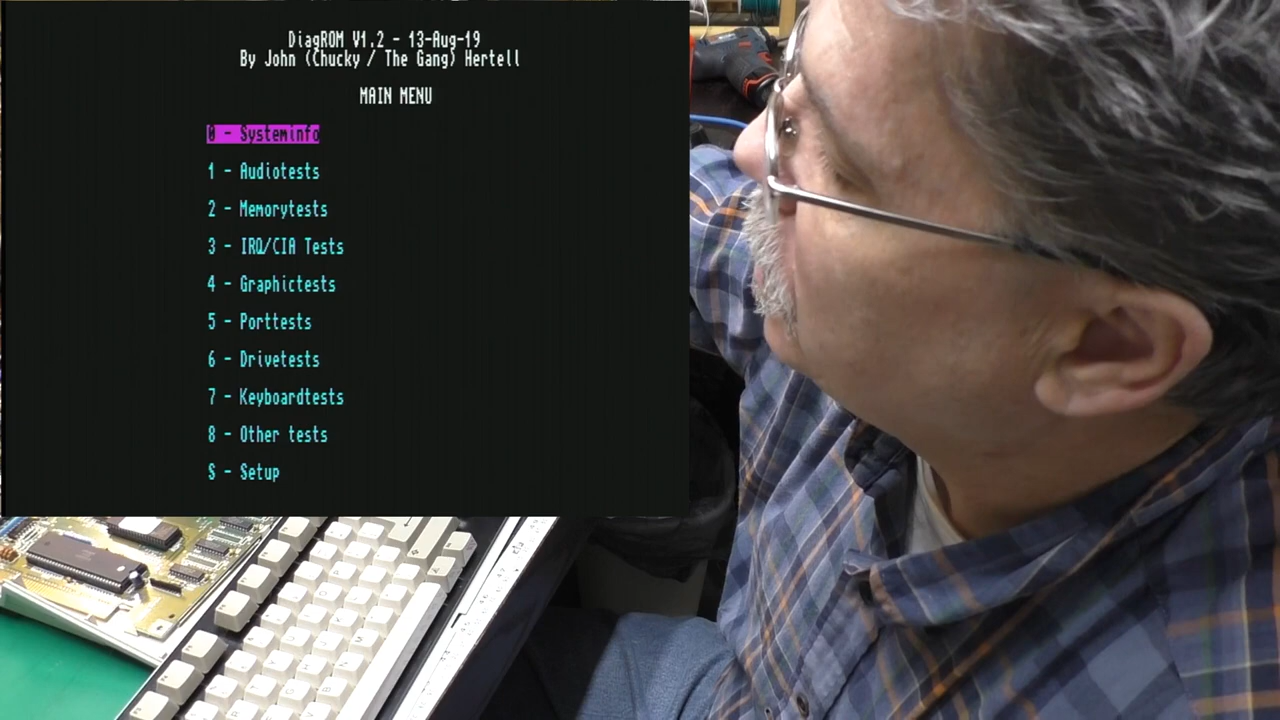 DiagROM V1.2 - 13-Aug-19
By John (Chucky / The Gang) Hertell
MAIN MENU
0 - Systeminfo
1 - Audiotests
2 - Memorytests
3 - IRQ/CIA Tests
4 - Graphictests
5 - Porttests
6 - Drivetests
7 - Keyboardtests
8 - Other tests
S - Setup